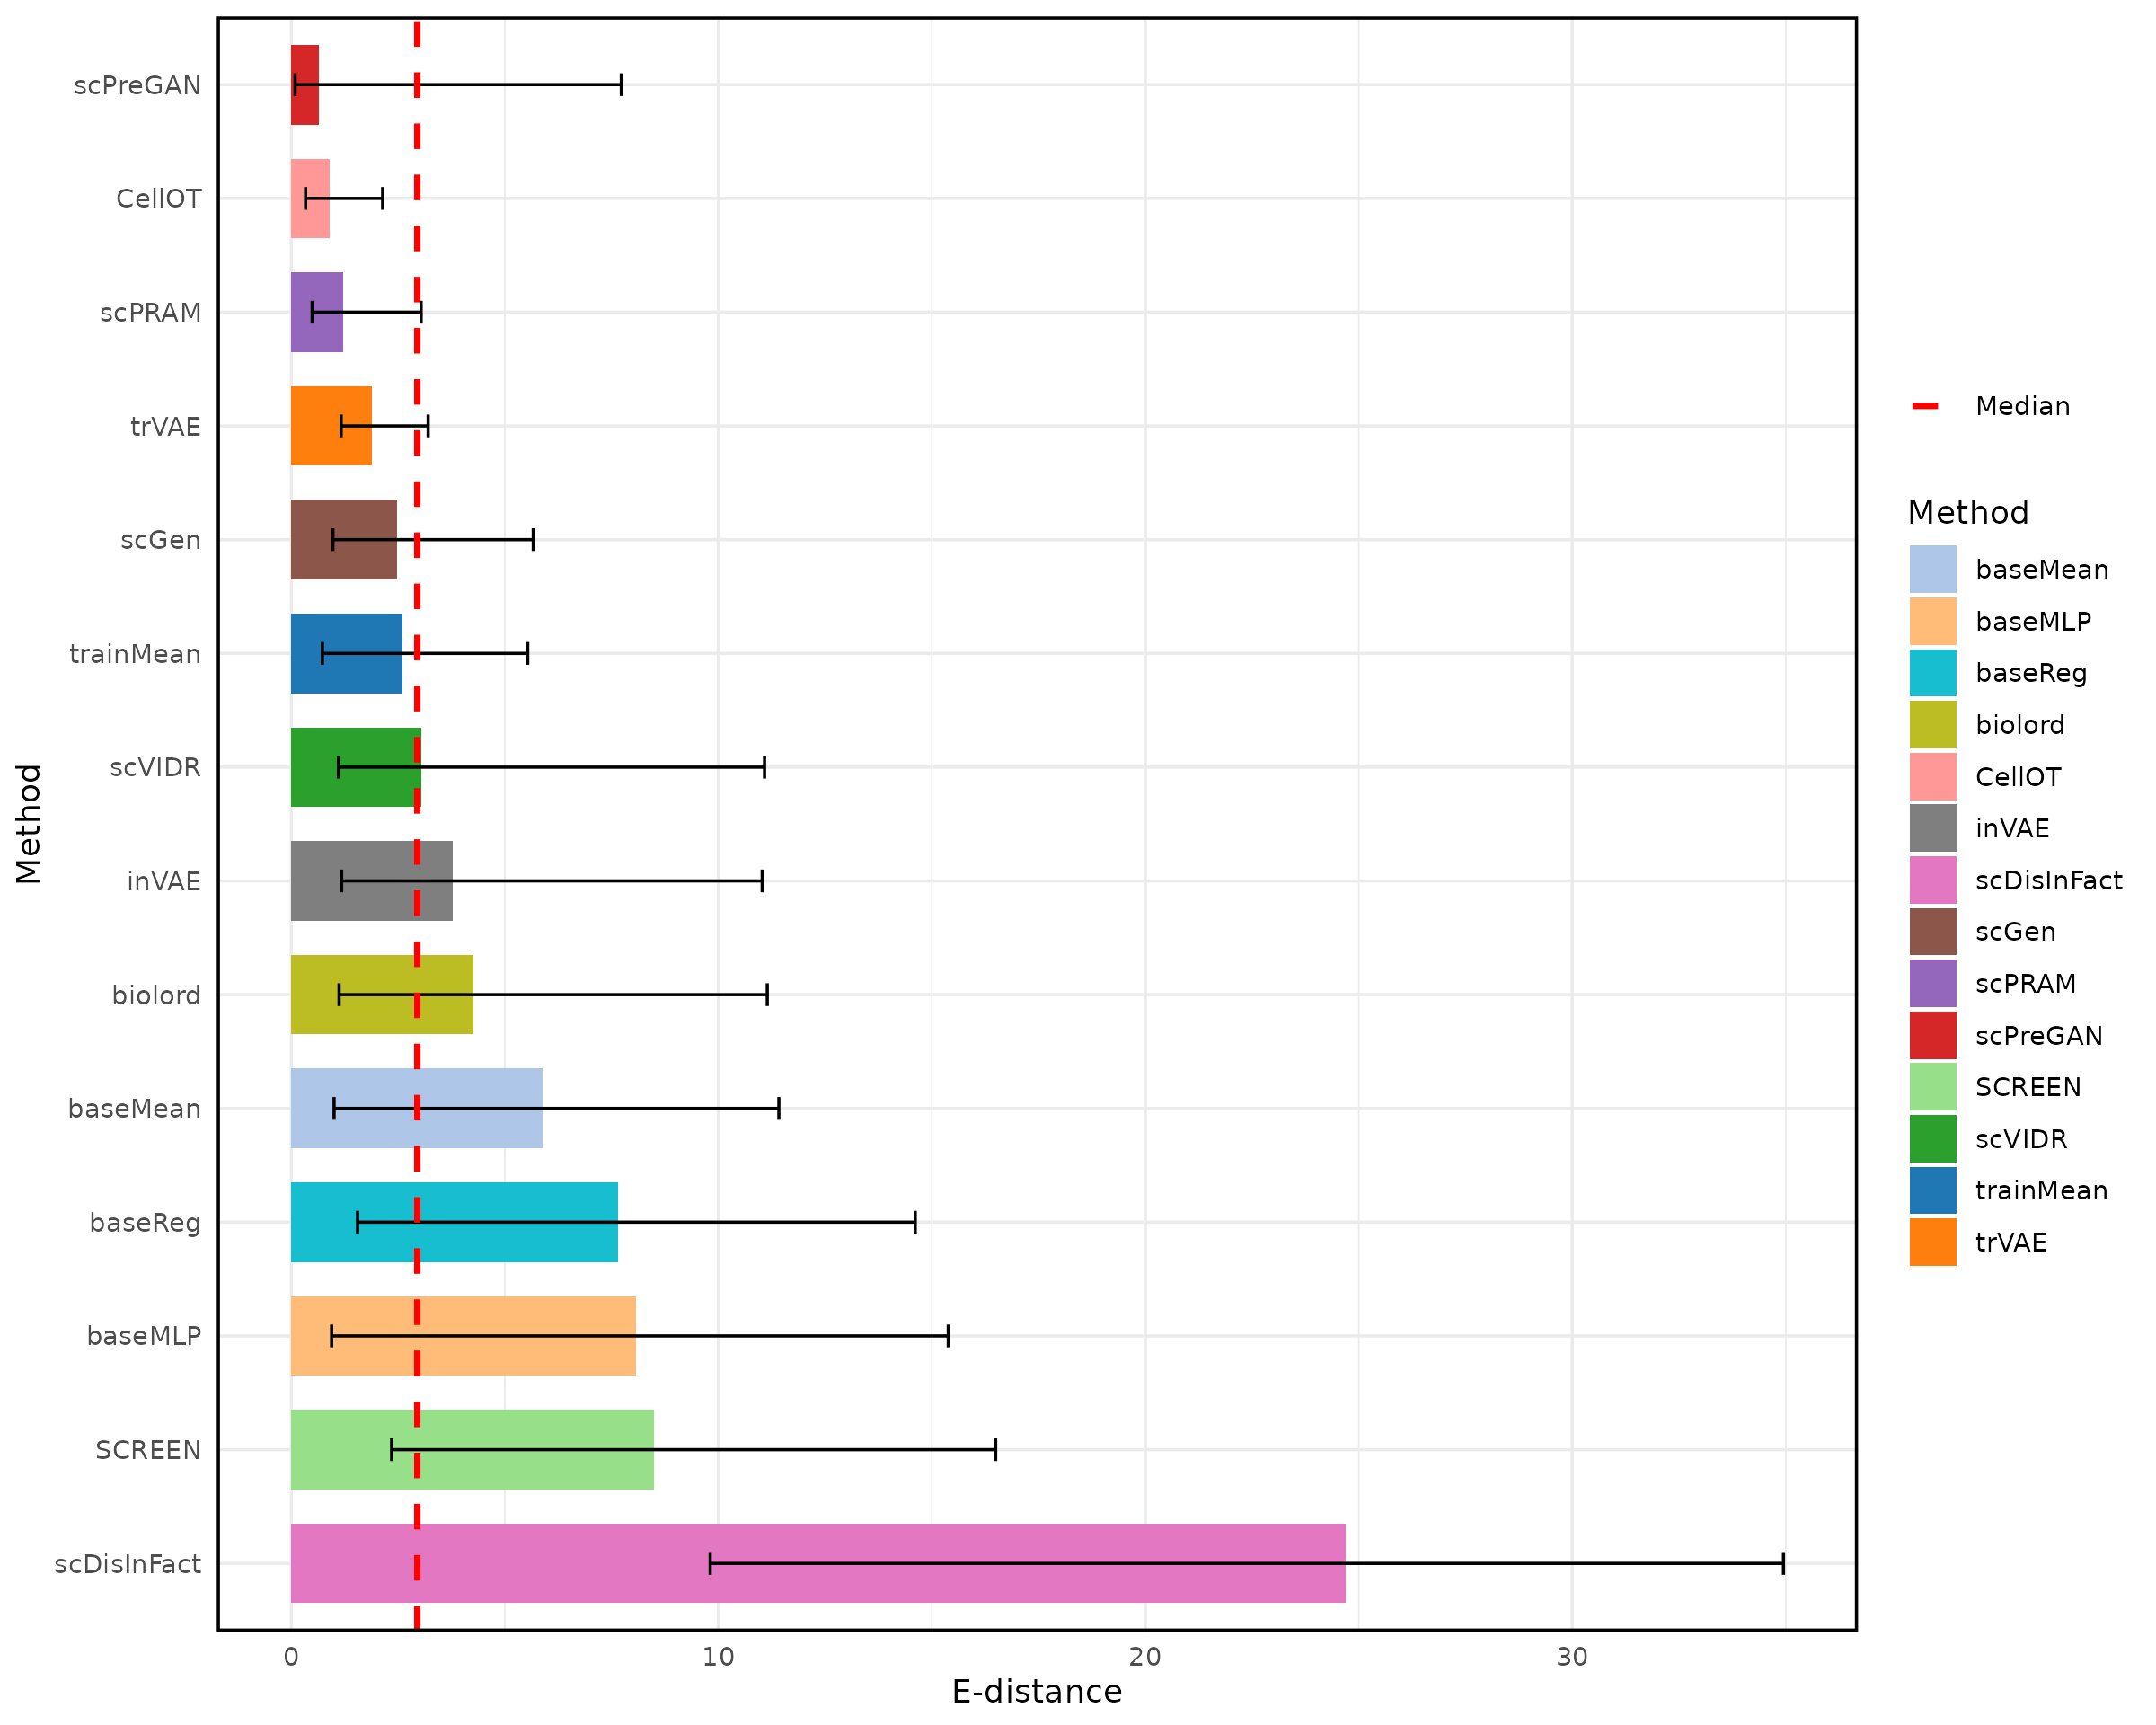 scPreGAN
CellOT
scPRAM
trVAE
scGen
trainMean
scVIDR
inVAE
biolord
baseMean
baseReg
baseMLP
SCREEN
scDisInFact
Method
0 10 20 30
E-distance
Median
Method
baseMean
baseMLP
baseReg
biolord
CellOT
inVAE
scDisInFact
scGen
scPRAM
scPreGAN
SCREEN
scVIDR
trainMean
trVAE